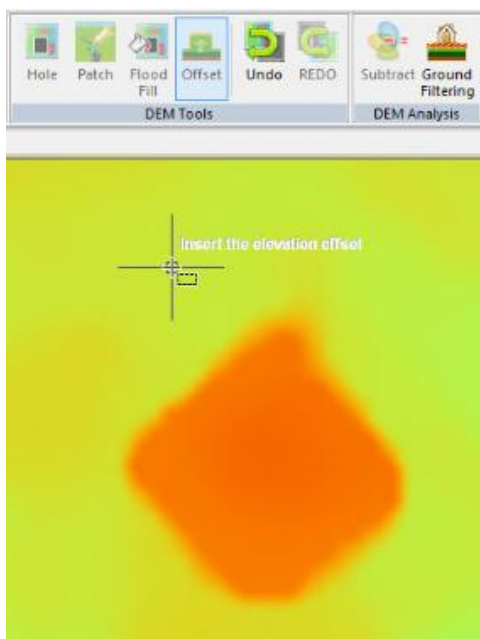 Hole Patch Flood Fill Offset Undo REDO Subtract Ground Filtering
DEM Tools DEM Analysis
Insert the elevation offset